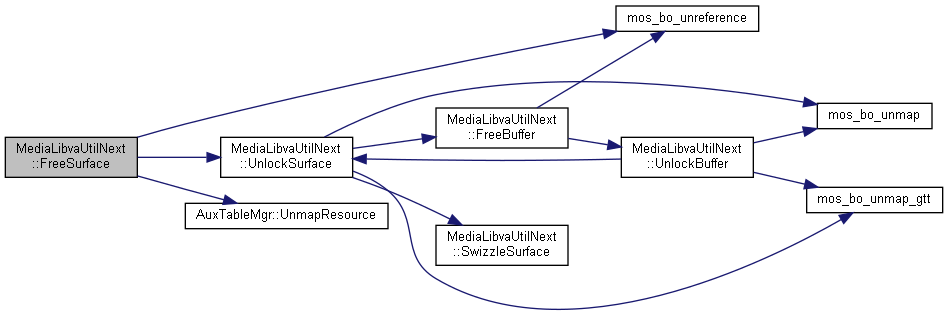 MediaLibvaUtilNext
::FreeSurface
MediaLibvaUtilNext
::UnlockSurface
AuxTableMgr::UnmapResource
MediaLibvaUtilNext
::FreeBuffer
MediaLibvaUtilNext
::SwizzleSurface
mos_bo_unreference
MediaLibvaUtilNext
::UnlockBuffer
mos_bo_unmap
mos_bo_unmap_gtt